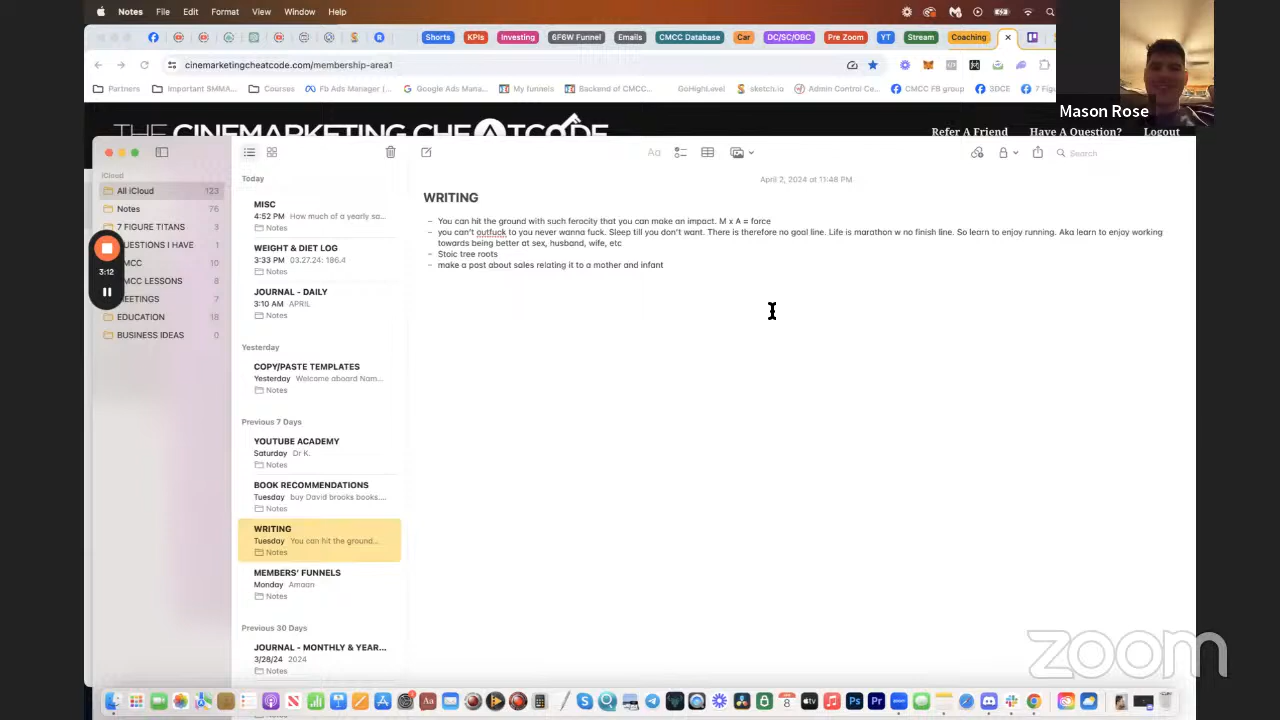 Notes File Edit Format View Window Help
Shorts KPIs Investing 6F6W Funnel Emails CMCC Database Car DC/SC/OBC Pre Zoom YT Stream Coaching
cinemarketingcheatcode.com/membership-area1
Partners Important SMMA... Courses Fb Ads Manager (... Google Ads Mana... My funnels Backend of CMCC... GoHighLevel sketch.io Admin Control Ce... CMCC FB group 3DCE 7 Figu
Mason Rose
THE CINEMARKETING CHEATCODE
Refer A Friend Have A Question? Logout
Aa Search
iCloud
All iCloud 123
Notes 76
7 FIGURE TITANS 3
UESTIONS I HAVE 1
MCC 10
MCC LESSONS 8
EETINGS 7
EDUCATION 18
BUSINESS IDEAS 0
3:12
Today
MISC
4:52 PM How much of a yearly sa...
Notes
WEIGHT & DIET LOG
3:33 PM 03.27.24: 186.4
Notes
JOURNAL - DAILY
3:10 AM APRIL
Notes
Yesterday
COPY/PASTE TEMPLATES
Yesterday Welcome aboard Nam...
Notes
Previous 7 Days
YOUTUBE ACADEMY
Saturday Dr K.
Notes
BOOK RECOMMENDATIONS
Tuesday buy David brooks books....
Notes
WRITING
Tuesday You can hit the ground...
Notes
MEMBERS' FUNNELS
Monday Amaan
Notes
Previous 30 Days
JOURNAL - MONTHLY & YEAR...
3/28/24 2024
Notes
April 2, 2024 at 11:48 PM
WRITING
- You can hit the ground with such ferocity that you can make an impact. M x A = force
- you can't outfuck to you never wanna fuck. Sleep till you don't want. There is therefore no goal line. Life is marathon w no finish line. So learn to enjoy running. Aka learn to enjoy working
towards being better at sex, husband, wife, etc
- Stoic tree roots
- make a post about sales relating it to a mother and infant
zoom